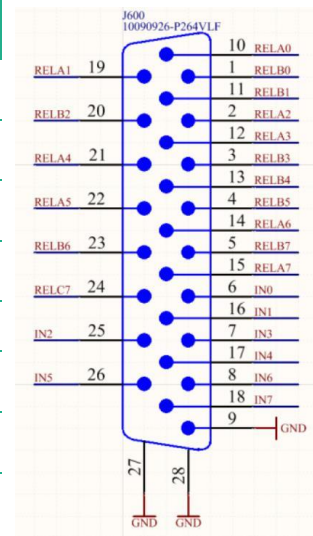 J600
10090926-P264VLF
10 RELA0
RELA1 19
1 RELB0
11 RELB1
RELB2 20
2 RELA2
12 RELA3
RELA4 21
3 RELB3
13 RELB4
RELA5 22
4 RELB5
14 RELA6
RELB6 23
5 RELB7
15 RELA7
RELC7 24
6 IN0
16 IN1
IN2 25
7 IN3
17 IN4
IN5 26
8 IN6
18 IN7
9 GND
27
28
GND
GND